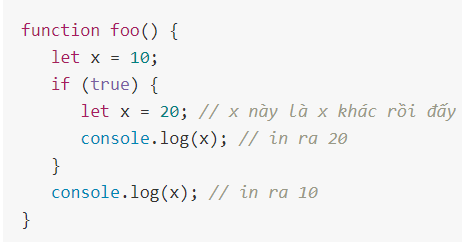 function foo() {
let x = 10;
if (true) {
let x = 20; // x này là x khác rồi đấy
console.log(x); // in ra 20
}
console.log(x); // in ra 10
}